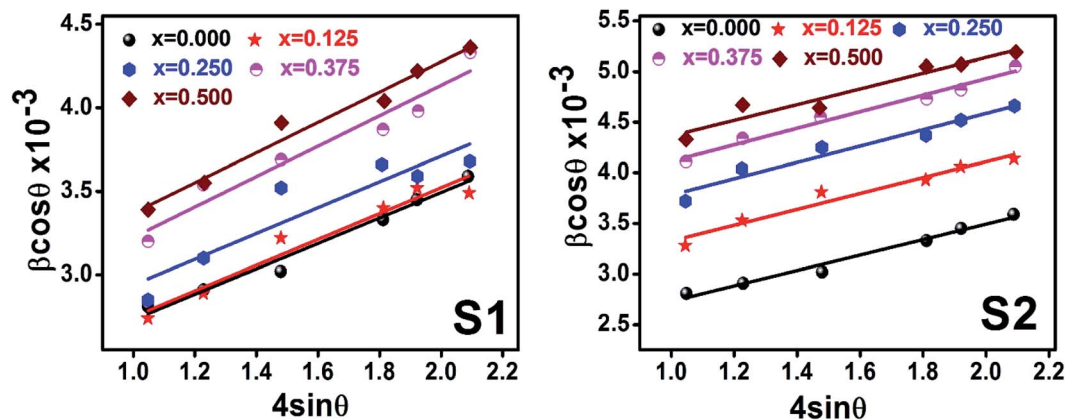 4.5
x=0.000 x=0.125
x=0.250 x=0.375
4.0
x=0.500
3.5
3.0
S1
1.0 1.2 1.4 1.6 1.8 2.0 2.2
4sinθ
βcosθ x10⁻³
5.5
x=0.000 x=0.125 x=0.250
5.0
x=0.375 x=0.500
4.5
4.0
3.5
3.0
2.5
S2
1.0 1.2 1.4 1.6 1.8 2.0 2.2
4sinθ
βcosθ x10⁻³